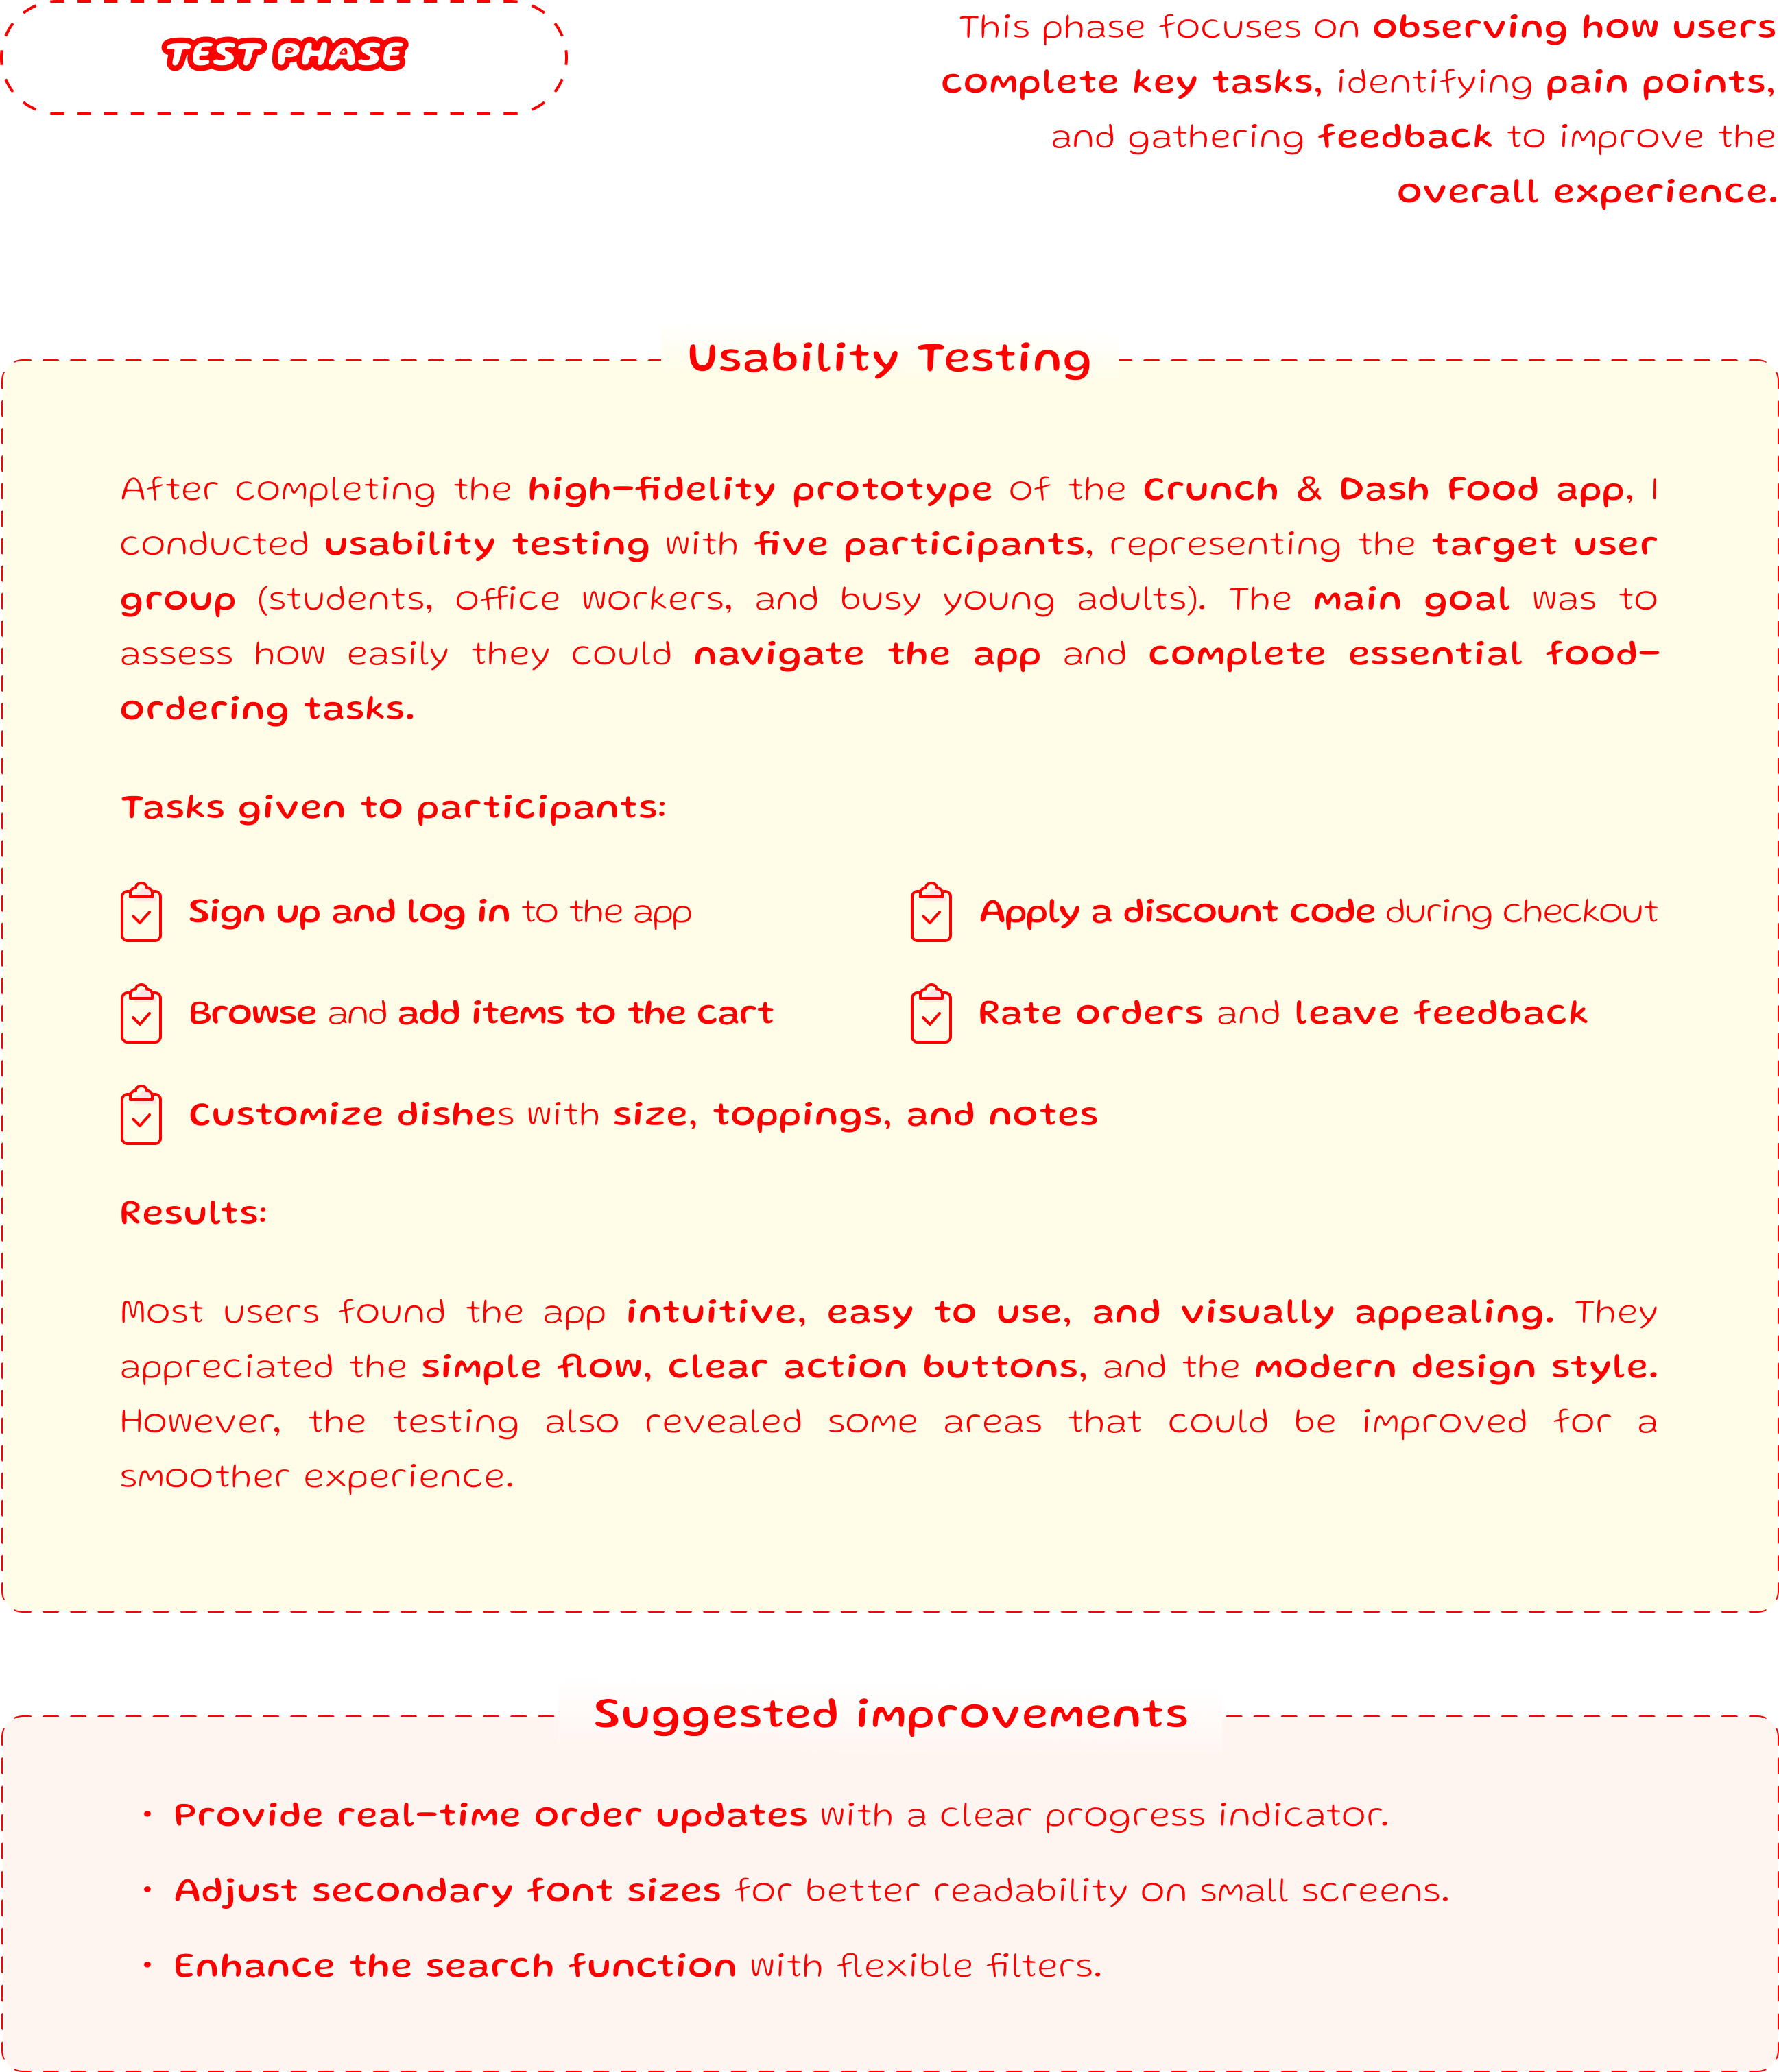 TEST PHASE
This phase focuses on observing how users
complete key tasks, identifying pain points,
and gathering feedback to improve the
overall experience.
Usability Testing
After completing the high-fidelity prototype of the Crunch & Dash Food app, I
conducted usability testing with five participants, representing the target user
group (students, office workers, and busy young adults). The main goal was to
assess how easily they could navigate the app and complete essential food-
ordering tasks.
Tasks given to participants:
Sign up and log in to the app
Apply a discount code during checkout
Browse and add items to the cart
Rate orders and leave feedback
Customize dishes with size, toppings, and notes
Results:
Most users found the app intuitive, easy to use, and visually appealing. They
appreciated the simple flow, clear action buttons, and the modern design style.
However, the testing also revealed some areas that could be improved for a
smoother experience.
Suggested improvements
• Provide real-time order updates with a clear progress indicator.
• Adjust secondary font sizes for better readability on small screens.
• Enhance the search function with flexible filters.